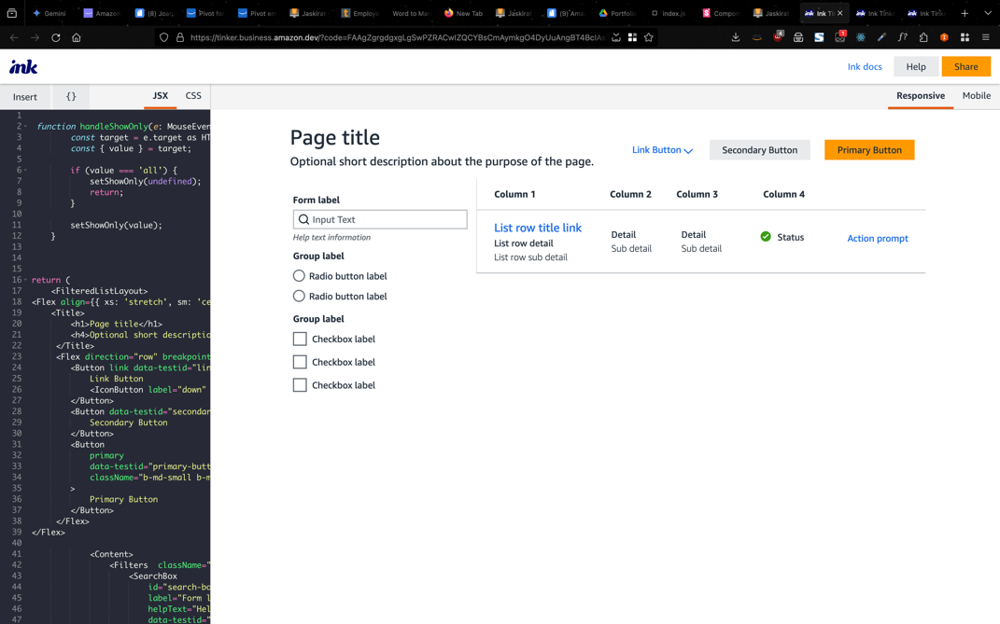 Gemini
Amazon
(8) Joar
Pivot for
Pivot en
Jaskirat
Employe
Word to Mar
New Tab
Jaskirat
(9) Ama
Portfolio
index.js
Compo
Jaskirat
ink Ti
Ink Tink
Ink Tink
https://tinker.business.amazon.dev/?code=
4
1
ink
Ink docs
Help
Share
Insert
{}
JSX
CSS
Responsive
Mobile
1
2 function handleShowOnly(e: MouseEven
3 const target = e.target as HT
4 const { value } = target;
5
6 if (value === 'all') {
7 setShowOnly(undefined);
8 return;
9 }
10
11 setShowOnly(value);
12 }
13
14
15
16 return (
17 <FilteredListLayout>
18 <Flex align={{ xs: 'stretch', sm: 'ce
19 <Title>
20 <h1>Page title</h1>
21 <h4>Optional short descriptio
22 </Title>
23 <Flex direction="row" breakpoint
24 <Button link data-testid="lin
25 Link Button
26 <IconButton label="down"
27 </Button>
28 <Button data-testid="secondar
29 Secondary Button
30 </Button>
31 <Button
32 primary
33 data-testid="primary-butt
34 className="b-md-small b-m
35 >
36 Primary Button
37 </Button>
38 </Flex>
39 </Flex>
40
41 <Content>
42 <Filters className="
43 <SearchBox
44 id="search-bo
45 label="Form l
46 helpText="Hel
47 data-testid="
Page title
Optional short description about the purpose of the page.
Link Button
Secondary Button
Primary Button
Form label
Input Text
Help text information
Group label
Radio button label
Radio button label
Group label
Checkbox label
Checkbox label
Checkbox label
Column 1
Column 2
Column 3
Column 4
List row title link
List row detail
List row sub detail
Detail
Sub detail
Detail
Sub detail
Status
Action prompt